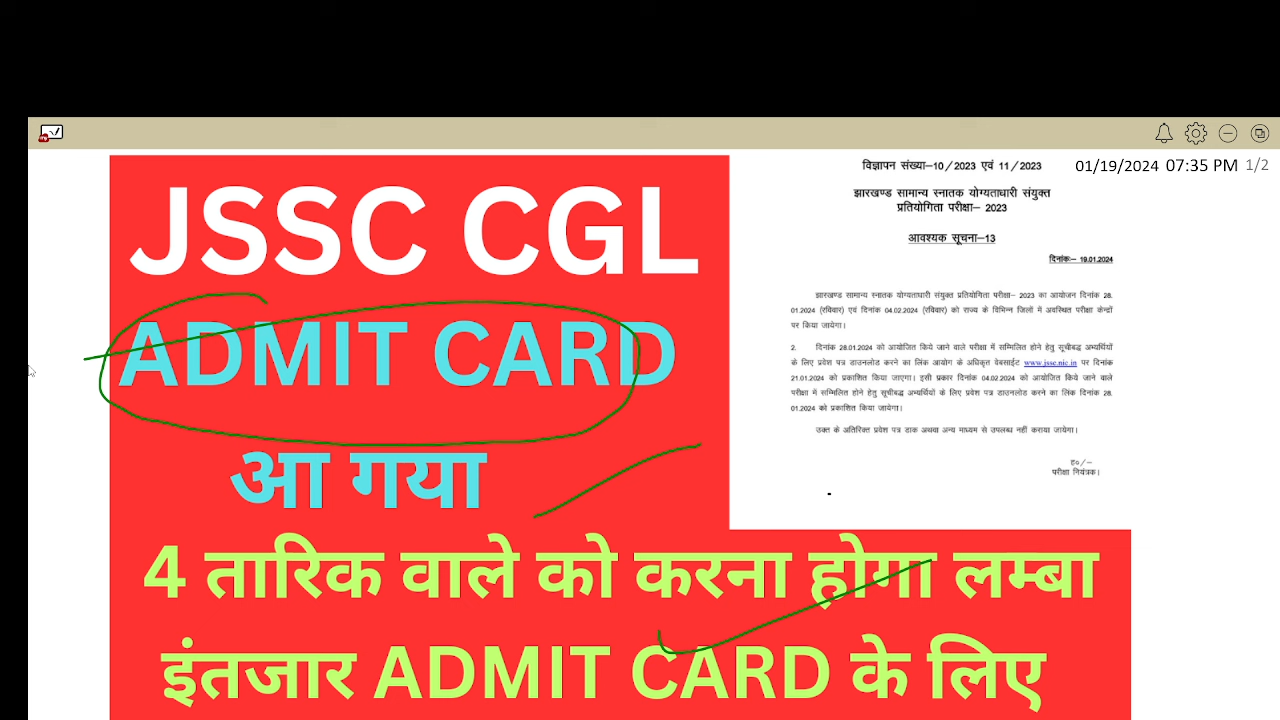 JSSC CGL
ADMIT CARD
आ गया
4 तारिक वाले को करना होगा लम्बा
इंतजार ADMIT CARD के लिए
01/19/2024 07:35 PM 1/2
विज्ञापन संख्या–10/2023 एवं 11/2023
झारखण्ड सामान्य स्नातक योग्यताधारी संयुक्त
प्रतियोगिता परीक्षा– 2023
आवश्यक सूचना–13
दिनांकः– 19.01.2024
झारखण्ड सामान्य स्नातक योग्यताधारी संयुक्त प्रतियोगिता परीक्षा– 2023 का आयोजन दिनांक 28.
01.2024 (रविवार) एवं दिनांक 04.02.2024 (रविवार) को राज्य के विभिन्न जिलों में अवस्थित परीक्षा केन्द्रों
पर किया जायेगा।
2. दिनांक 28.01.2024 को आयोजित किये जाने वाले परीक्षा में सम्मिलित होने हेतु सूचीबद्ध अभ्यर्थियों
के लिए प्रवेश पत्र डाउनलोड करने का लिंक आयोग के अधिकृत वेबसाईट www.jssc.nic.in पर दिनांक
21.01.2024 को प्रकाशित किया जाएगा। इसी प्रकार दिनांक 04.02.2024 को आयोजित किये जाने वाले
परीक्षा में सम्मिलित होने हेतु सूचीबद्ध अभ्यर्थियों के लिए प्रवेश पत्र डाउनलोड करने का लिंक दिनांक 28.
01.2024 को प्रकाशित किया जायेगा।
उक्त के अतिरिक्त प्रवेश पत्र डाक अथवा अन्य माध्यम से उपलब्ध नहीं कराया जायेगा।
ह०/–
परीक्षा नियंत्रक।